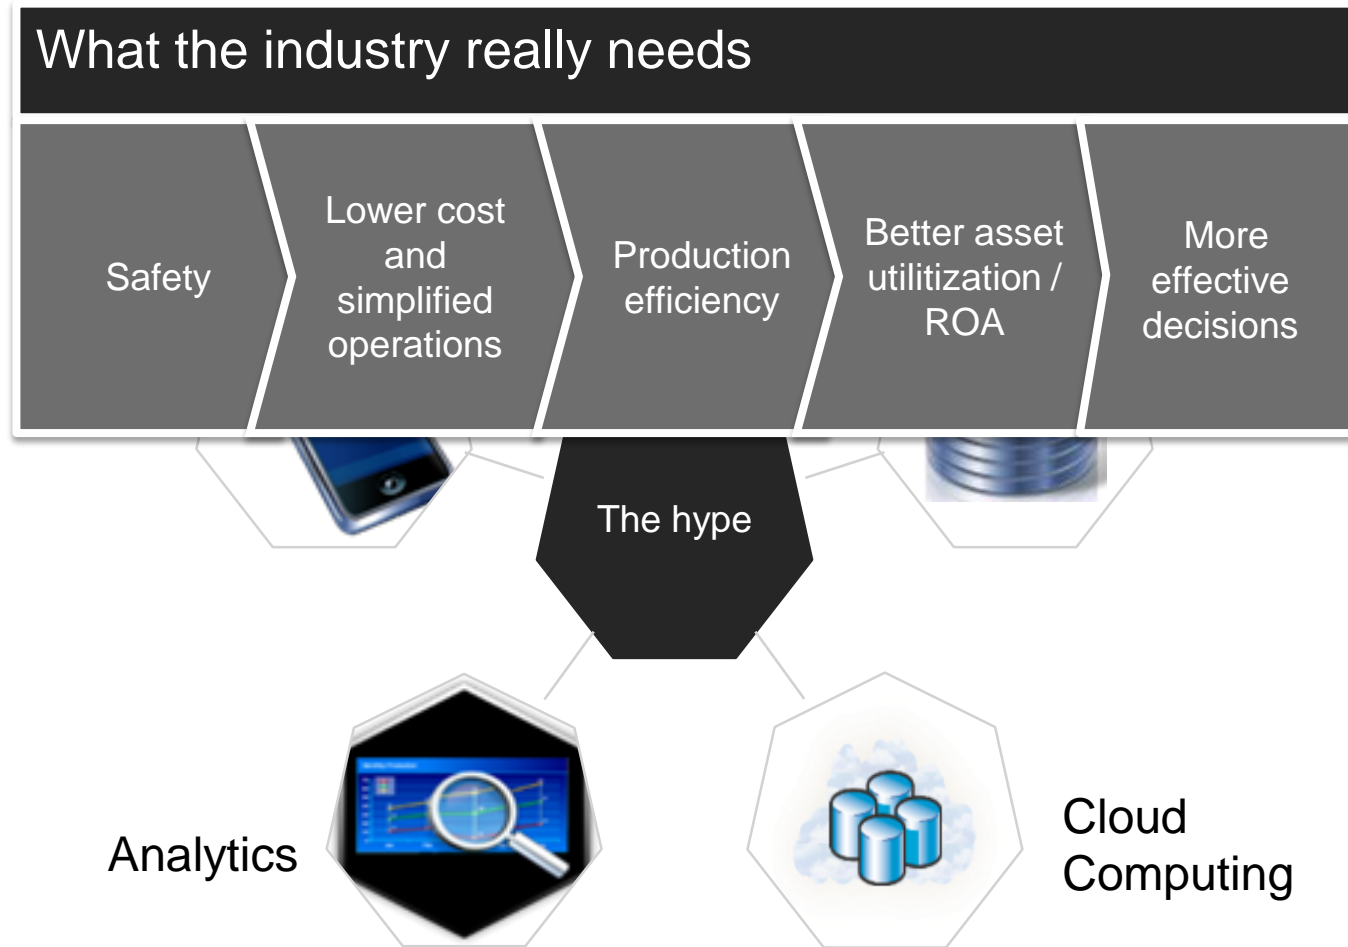 What the industry really needs
Safety
Lower cost
and
simplified
operations
Production
efficiency
Better asset
utilitization /
ROA
More
effective
decisions
The hype
Analytics
Cloud
Computing